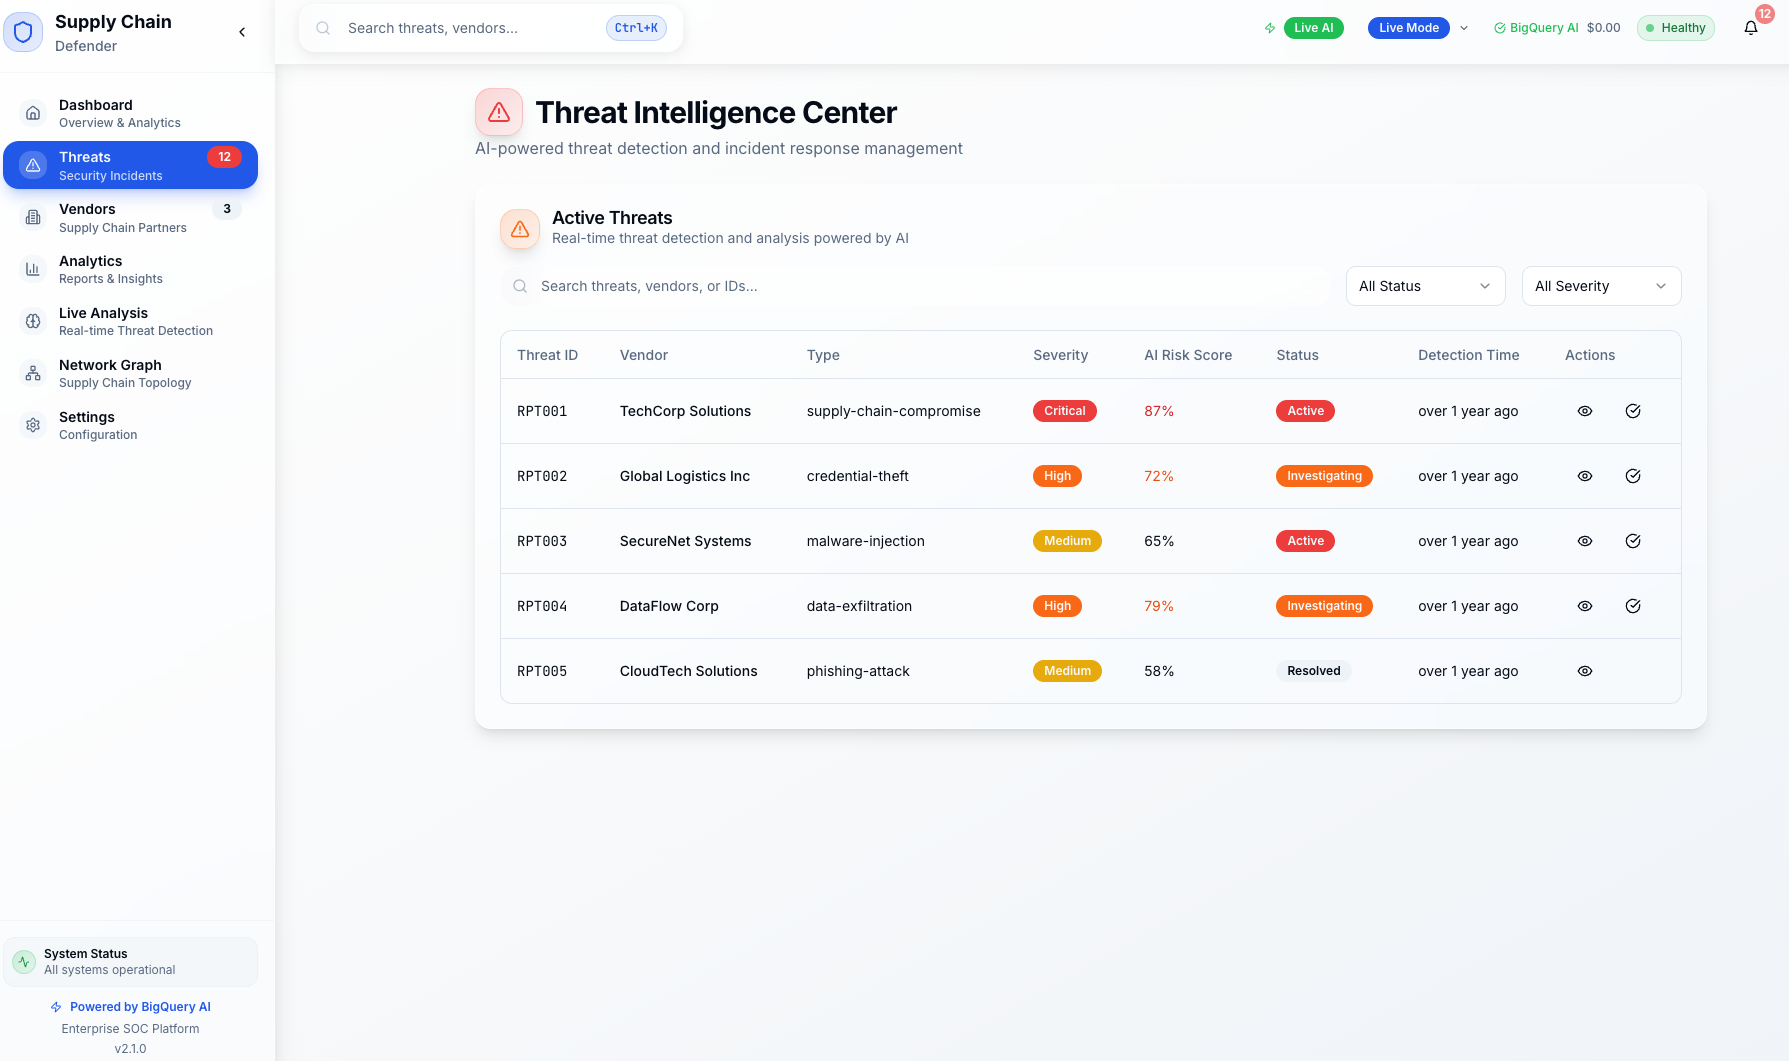 Supply Chain
Defender
Dashboard
Overview & Analytics
Threats 12
Security Incidents
Vendors 3
Supply Chain Partners
Analytics
Reports & Insights
Live Analysis
Real-time Threat Detection
Network Graph
Supply Chain Topology
Settings
Configuration
System Status
All systems operational
Powered by BigQuery AI
Enterprise SOC Platform
v2.1.0
Search threats, vendors... Ctrl+K
Live AI Live Mode BigQuery AI $0.00 Healthy 12
Threat Intelligence Center
AI-powered threat detection and incident response management
Active Threats
Real-time threat detection and analysis powered by AI
Search threats, vendors, or IDs... All Status All Severity
Threat ID Vendor Type Severity AI Risk Score Status Detection Time Actions
RPT001 TechCorp Solutions supply-chain-compromise Critical 87% Active over 1 year ago
RPT002 Global Logistics Inc credential-theft High 72% Investigating over 1 year ago
RPT003 SecureNet Systems malware-injection Medium 65% Active over 1 year ago
RPT004 DataFlow Corp data-exfiltration High 79% Investigating over 1 year ago
RPT005 CloudTech Solutions phishing-attack Medium 58% Resolved over 1 year ago